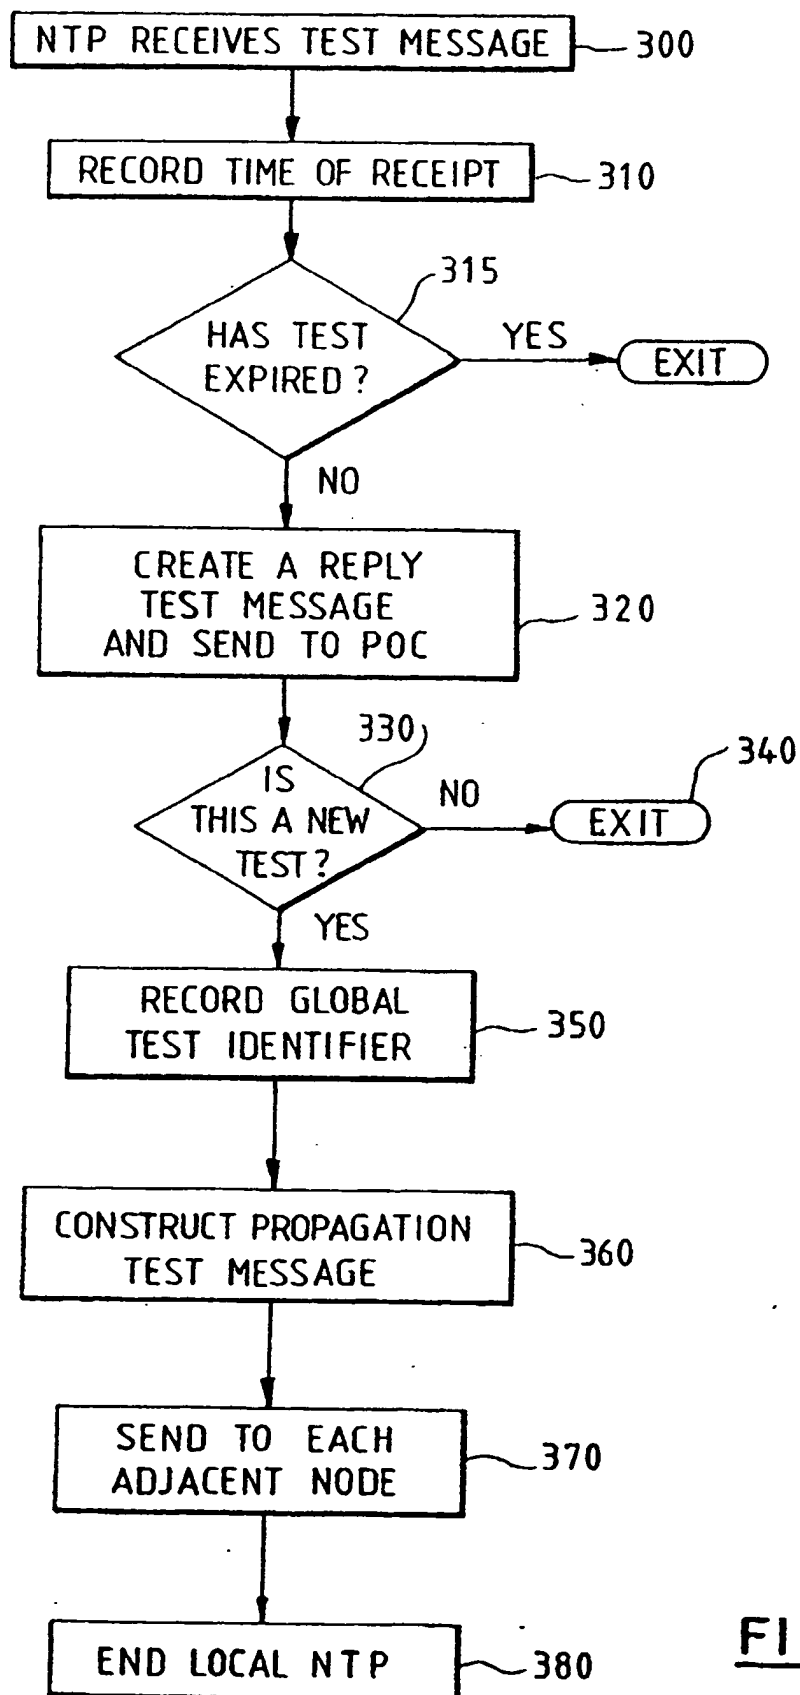 NTP RECEIVES TEST MESSAGE
300
RECORD TIME OF RECEIPT
310
315
HAS TEST
EXPIRED?
YES
EXIT
NO
CREATE A REPLY
TEST MESSAGE
AND SEND TO POC
320
330
IS
THIS A NEW
TEST?
NO
EXIT
340
YES
RECORD GLOBAL
TEST IDENTIFIER
350
CONSTRUCT PROPAGATION
TEST MESSAGE
360
SEND TO EACH
ADJACENT NODE
370
END LOCAL NTP
380
FI